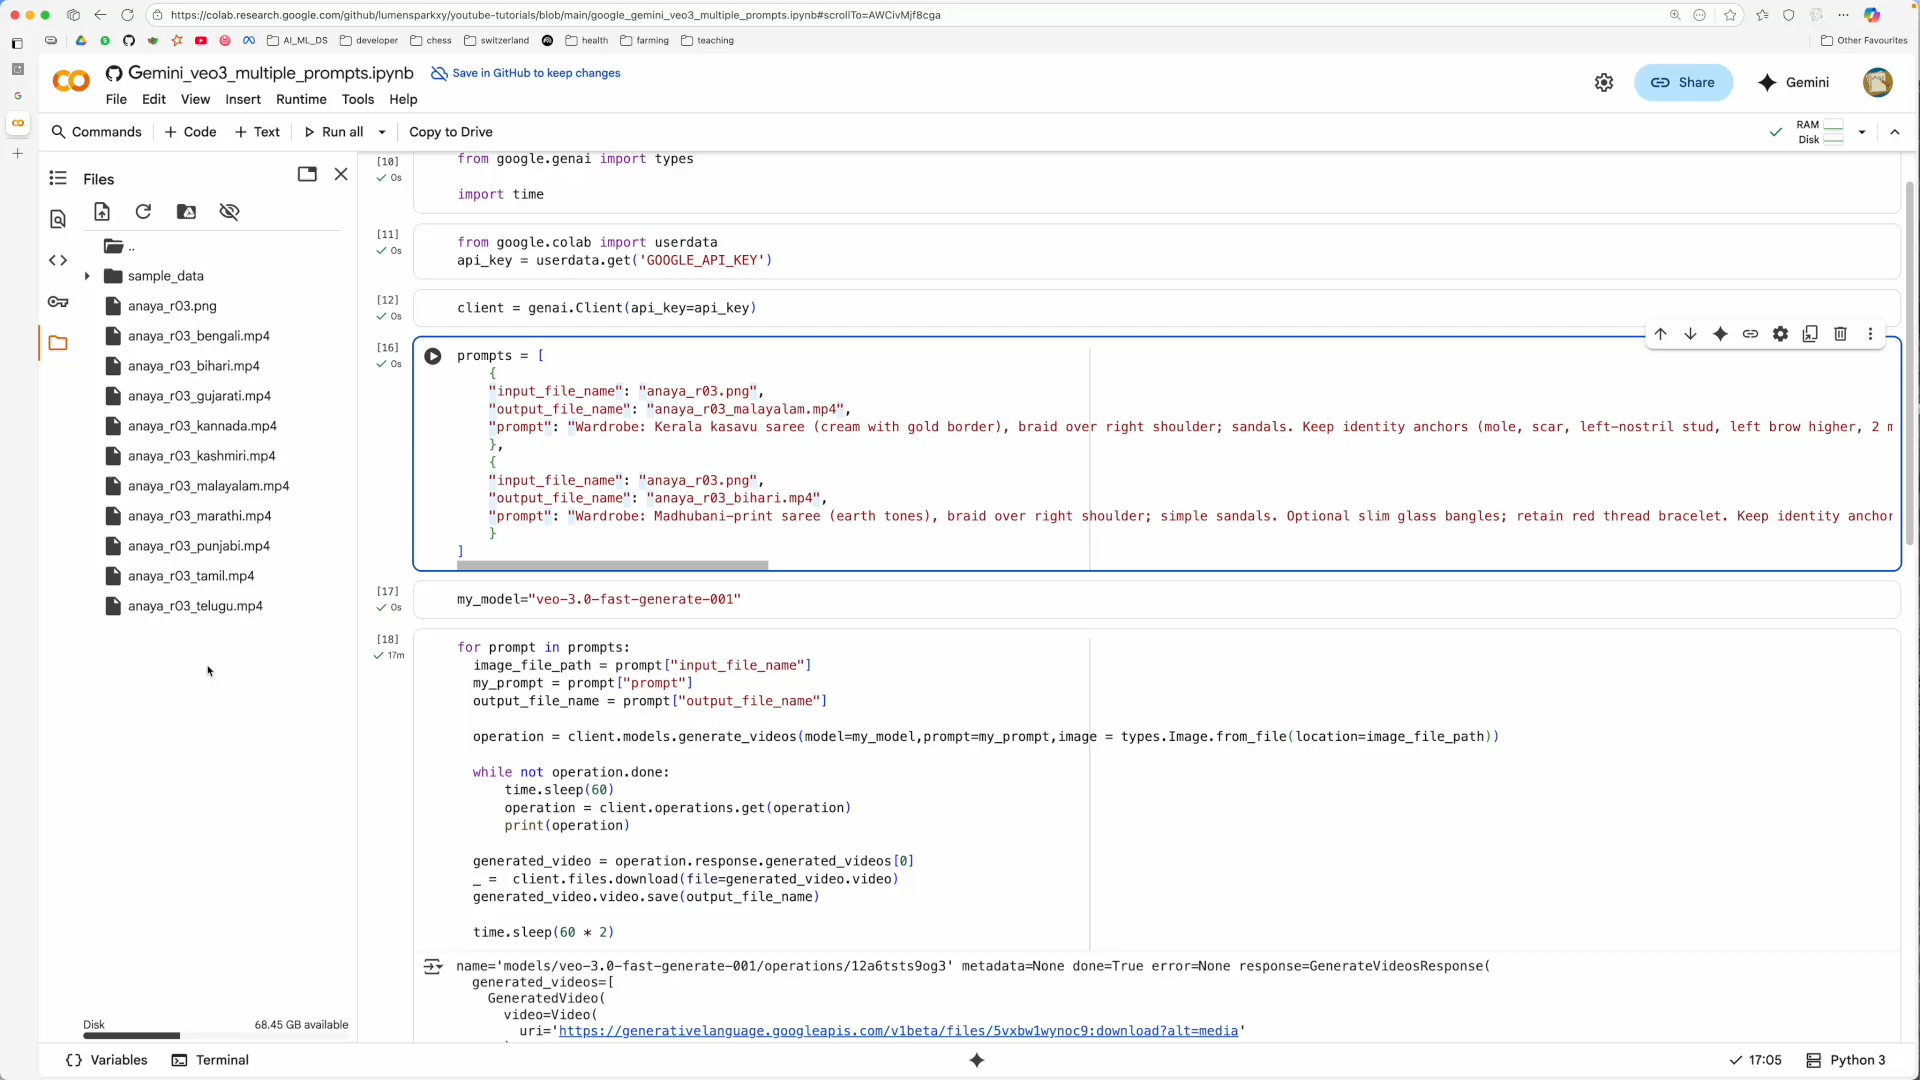 https://colab.research.google.com/github/lumensparkxy/youtube-tutorials/blob/main/google_gemini_veo3_multiple_prompts.ipynb#scrollTo=AWCivMjf8cga
AI_ML_DS
developer
chess
switzerland
health
farming
teaching
Other Favourites
Gemini_veo3_multiple_prompts.ipynb
Save in GitHub to keep changes
File Edit View Insert Runtime Tools Help
Share
Gemini
Commands + Code + Text Run all Copy to Drive
RAM
Disk
Files
..
sample_data
anaya_r03.png
anaya_r03_bengali.mp4
anaya_r03_bihari.mp4
anaya_r03_gujarati.mp4
anaya_r03_kannada.mp4
anaya_r03_kashmiri.mp4
anaya_r03_malayalam.mp4
anaya_r03_marathi.mp4
anaya_r03_punjabi.mp4
anaya_r03_tamil.mp4
anaya_r03_telugu.mp4
Disk 68.45 GB available
[10]
0s
from google.genai import types
import time
[11]
0s
from google.colab import userdata
api_key = userdata.get('GOOGLE_API_KEY')
[12]
0s
client = genai.Client(api_key=api_key)
[16]
0s
prompts = [
{
"input_file_name": "anaya_r03.png",
"output_file_name": "anaya_r03_malayalam.mp4",
"prompt": "Wardrobe: Kerala kasavu saree (cream with gold border), braid over right shoulder; sandals. Keep identity anchors (mole, scar, left-nostril stud, left brow higher, 2 m
},
{
"input_file_name": "anaya_r03.png",
"output_file_name": "anaya_r03_bihari.mp4",
"prompt": "Wardrobe: Madhubani-print saree (earth tones), braid over right shoulder; simple sandals. Optional slim glass bangles; retain red thread bracelet. Keep identity anchor
}
]
[17]
0s
my_model="veo-3.0-fast-generate-001"
[18]
17m
for prompt in prompts:
image_file_path = prompt["input_file_name"]
my_prompt = prompt["prompt"]
output_file_name = prompt["output_file_name"]
operation = client.models.generate_videos(model=my_model,prompt=my_prompt,image = types.Image.from_file(location=image_file_path))
while not operation.done:
time.sleep(60)
operation = client.operations.get(operation)
print(operation)
generated_video = operation.response.generated_videos[0]
_ = client.files.download(file=generated_video.video)
generated_video.video.save(output_file_name)
time.sleep(60 * 2)
name='models/veo-3.0-fast-generate-001/operations/12a6tsts9og3' metadata=None done=True error=None response=GenerateVideosResponse(
generated_videos=[
GeneratedVideo(
video=Video(
uri='https://generativelanguage.googleapis.com/v1beta/files/5vxbw1wynoc9:download?alt=media'
Variables
Terminal
17:05
Python 3